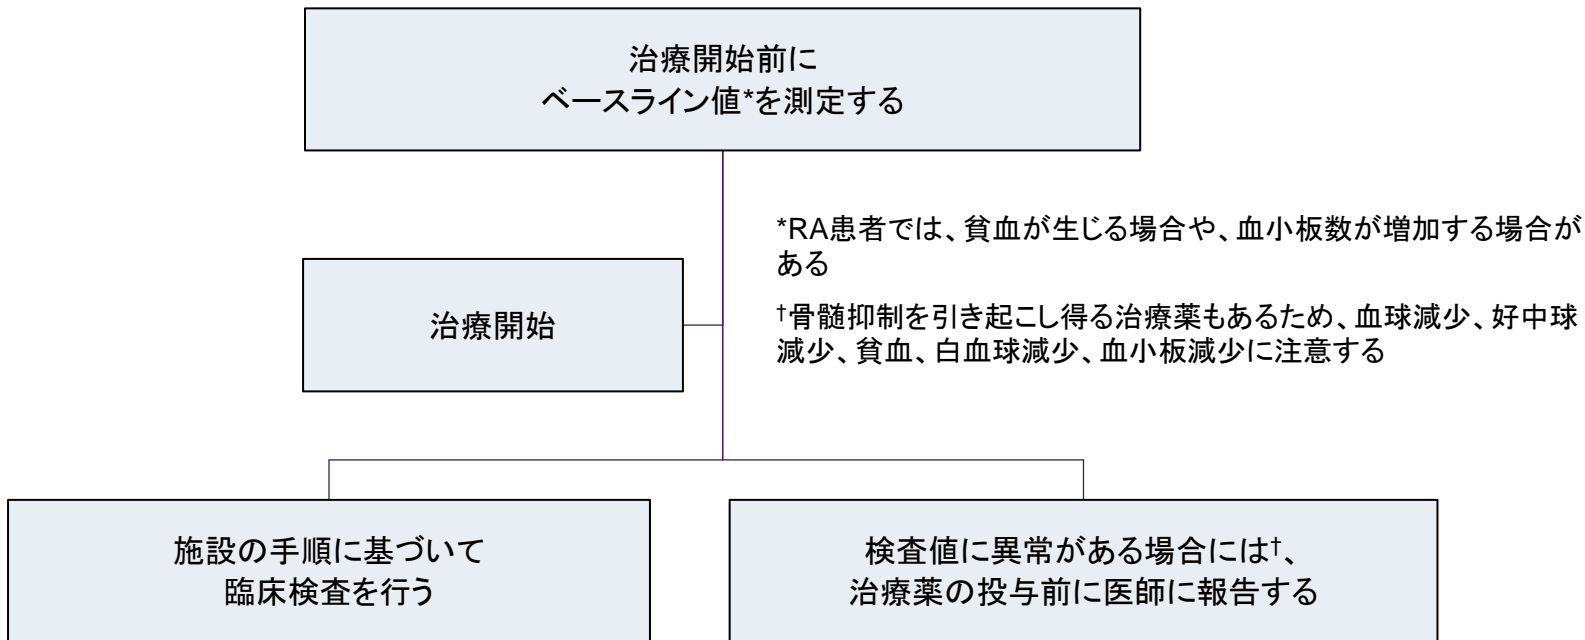 治療開始前に
ベースライン値*を測定する
*RA患者では、貧血が生じる場合や、血小板数が増加する場合が
ある
治療開始
†骨髄抑制を引き起こし得る治療薬もあるため、血球減少、好中球
減少、貧血、白血球減少、血小板減少に注意する
施設の手順に基づいて
臨床検査を行う
検査値に異常がある場合には†、
治療薬の投与前に医師に報告する